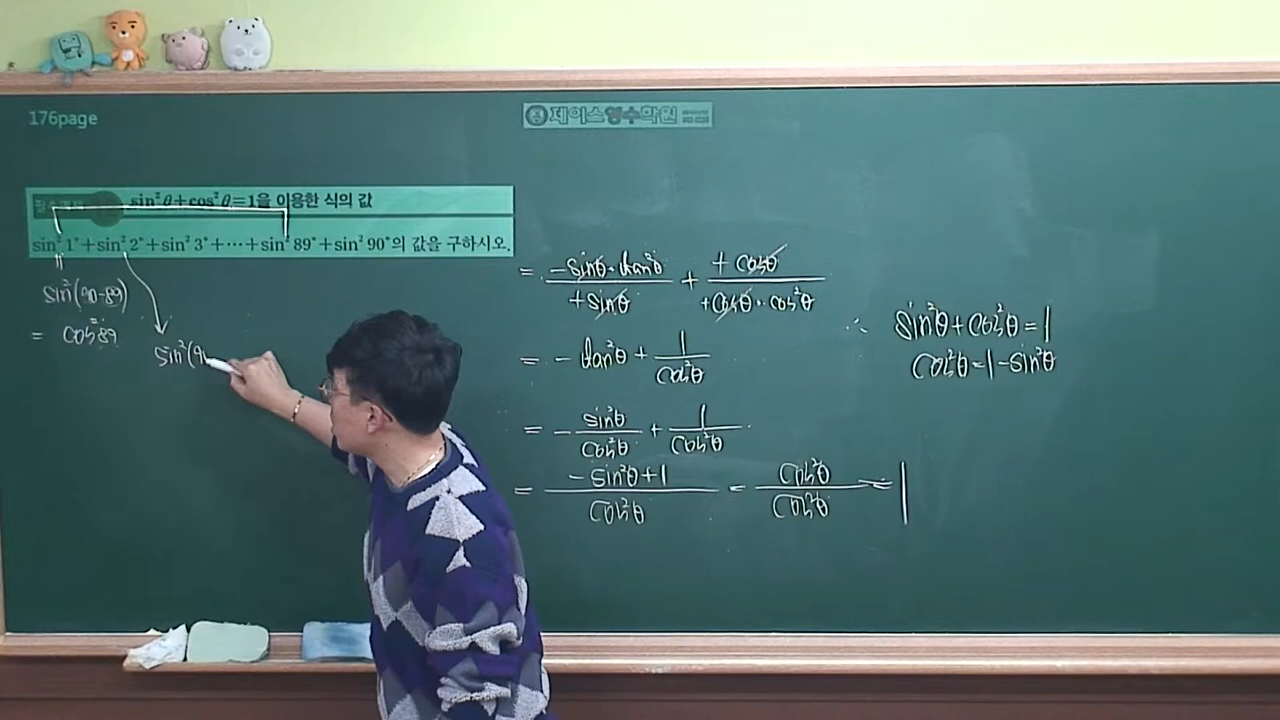 176page
제이스영수학원
sin²θ+cos²θ=1을 이용한 식의 값
sin² 1°+sin² 2°+sin² 3°+⋯+sin² 89°+sin² 90°의 값을 구하시오.
sin²(90-89)
= cos²89
sin²(9
= (-sinθ·tan²θ)/(+sinθ) + (+cosθ)/(+cosθ·cos²θ)
= -tan²θ + 1/cos²θ
= -sin²θ/cos²θ + 1/cos²θ
= (-sin²θ+1)/cos²θ = cos²θ/cos²θ = 1
∴ sin²θ+cos²θ=1
cos²θ=1-sin²θ